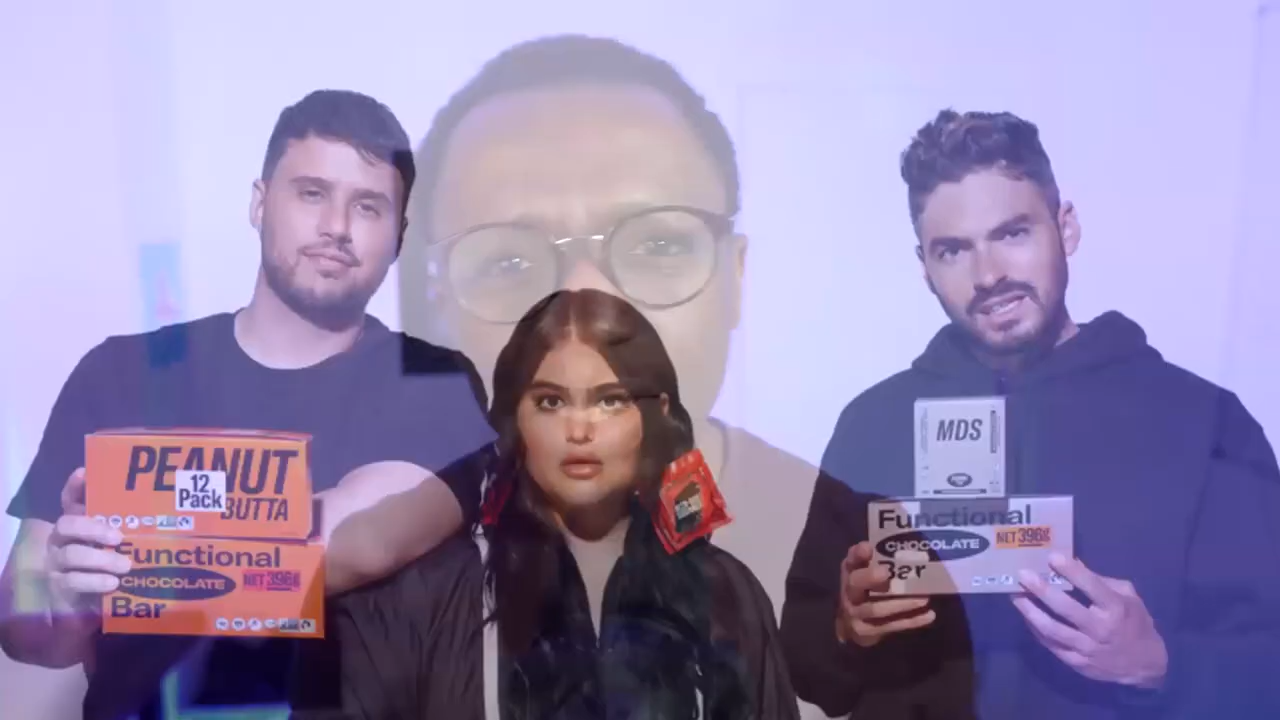 PEANUT
12
Pack
BUTTA
Functional
CHOCOLATE
NET 396g
Bar
MDS
Functional
CHOCOLATE
NET 396g
Bar